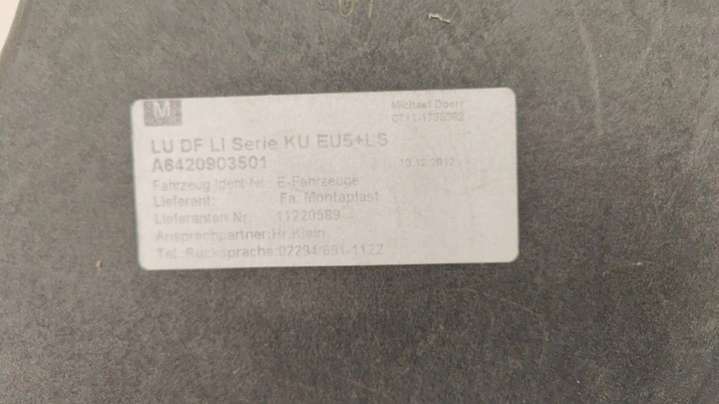 M
Michael Doerr
LU DF LI Serie KU EU5+LS
A6420903501
10.12.2012
Fahrzeug Ident Nr. E-Fahrzeuge
Lieferant: Fa. Montaplast
Lieferanten Nr. 11220589
Ansprechpartner: Hr. Klein
Tel. Rücksprache: 02294/691-1122